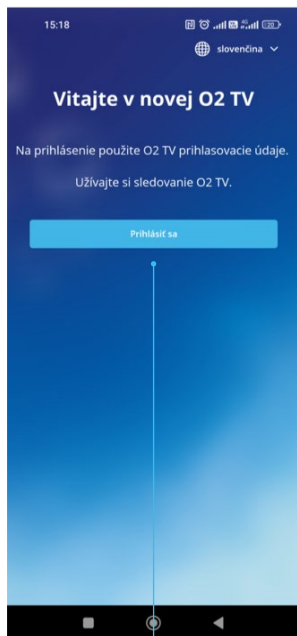 15:18
slovenčina
Vitajte v novej O2 TV
Na prihlásenie použite O2 TV prihlasovacie údaje.
Užívajte si sledovanie O2 TV.
Prihlásiť sa